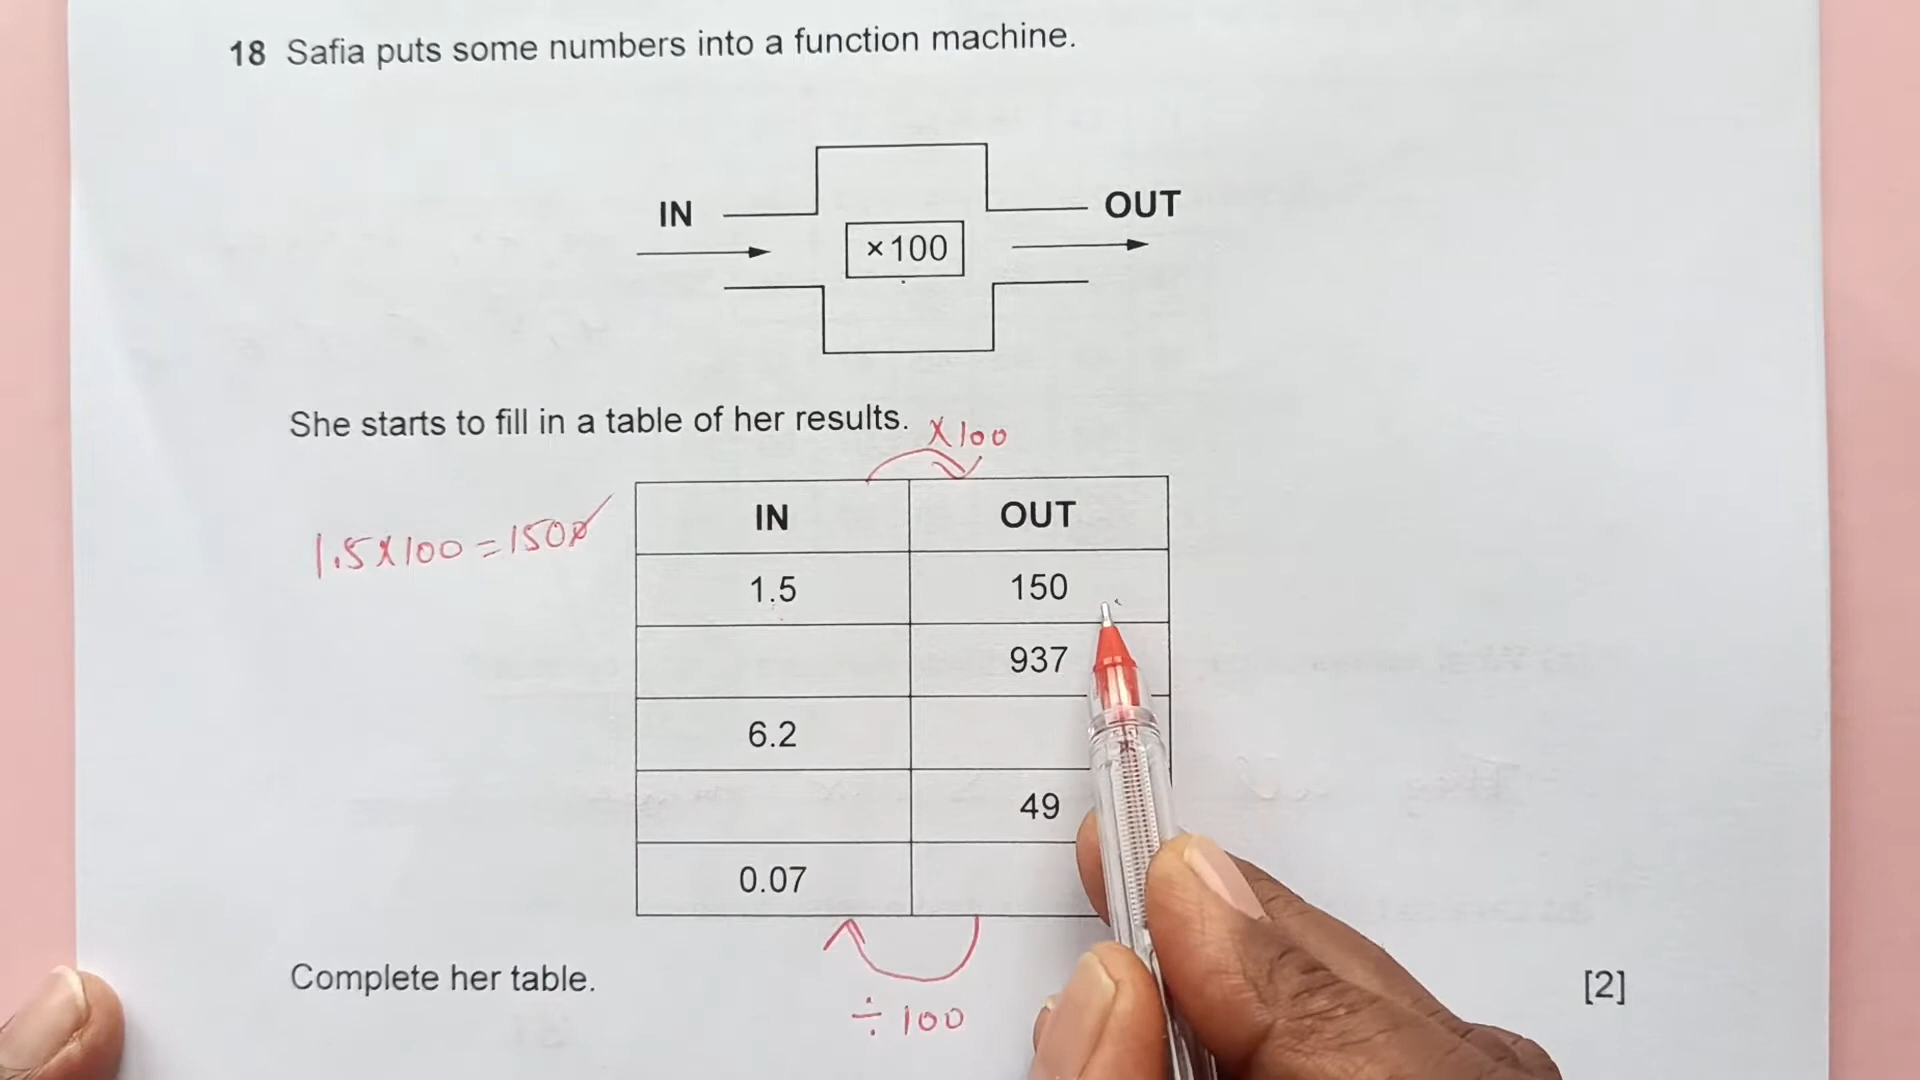 18 Safia puts some numbers into a function machine.
IN
OUT
×100
She starts to fill in a table of her results.
×100
1.5×100=150
IN OUT
1.5 150
937
6.2
49
0.07
÷100
Complete her table.
[2]